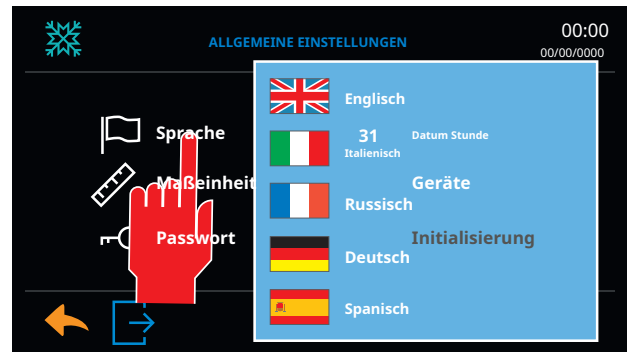 00:00
ALLGEMEINE EINSTELLUNGEN
00/00/0000
Englisch
Sprache
31 Datum Stunde
Italienisch
Maßeinheit
Geräte
Russisch
Passwort
Initialisierung
Deutsch
Spanisch